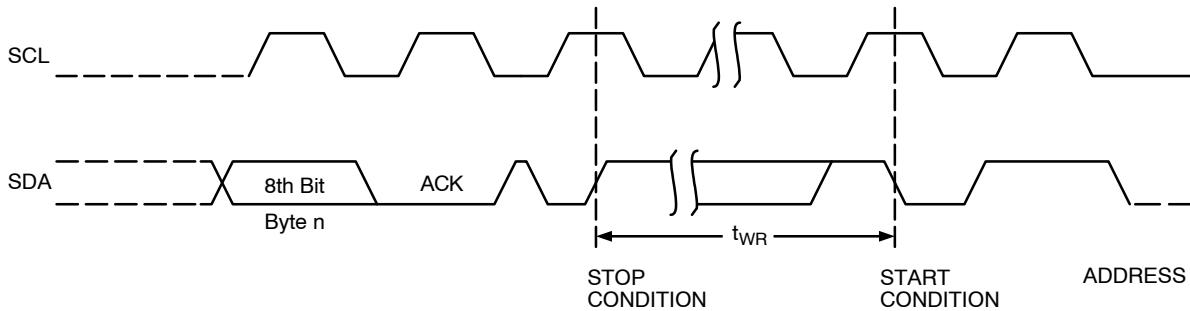 SCL
SDA
8th Bit
ACK
Byte n
tWR
STOP
CONDITION
START
CONDITION
ADDRESS